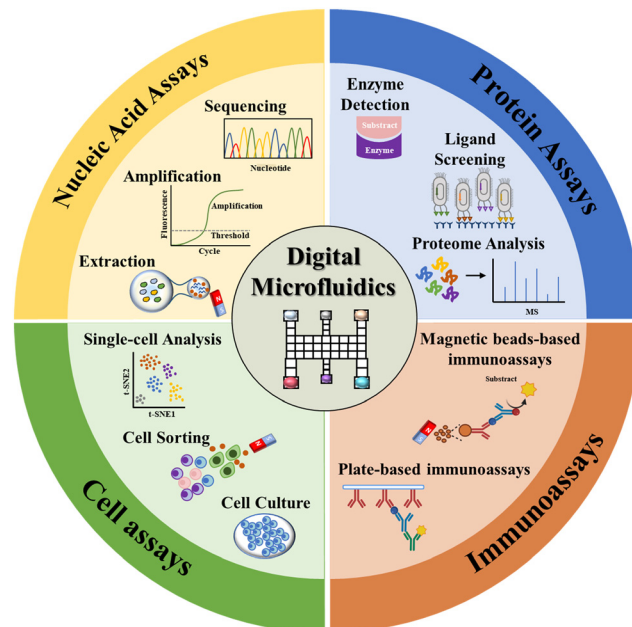 Nucleic Acid Assays
Sequencing
Nucleotide
Amplification
Fluorescence
Amplification
Threshold
Cycle
Extraction
N
S
Protein Assays
Enzyme
Detection
Substract
Enzyme
Ligand
Screening
Proteome Analysis
MS
Digital
Microfluidics
Cell assays
Single-cell Analysis
t-SNE2
t-SNE1
Cell Sorting
Cell Culture
Immunoassays
Magnetic beads-based
immunoassays
Substract
Plate-based immunoassays